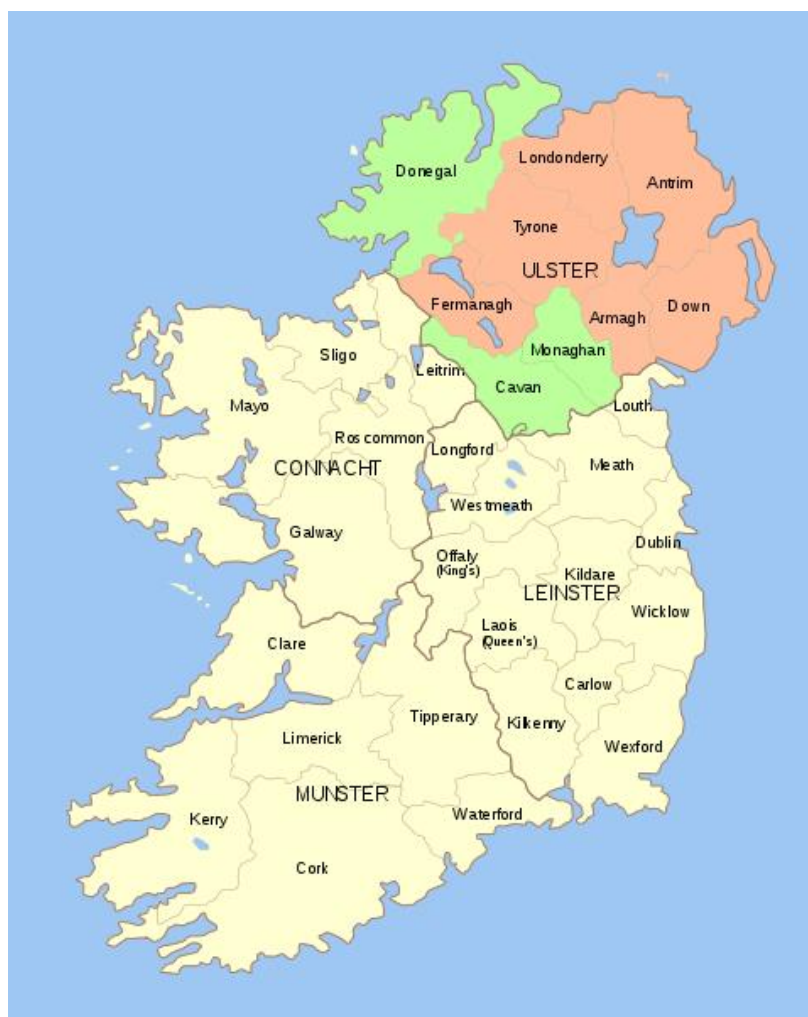 Donegal
Londonderry
Antrim
Tyrone
ULSTER
Fermanagh
Armagh
Down
Monaghan
Cavan
Sligo
Leitrim
Mayo
Louth
Roscommon
Longford
CONNACHT
Meath
Westmeath
Galway
Offaly
(King's)
Dublin
Kildare
LEINSTER
Wicklow
Laois
(Queen's)
Clare
Carlow
Tipperary
Kilkenny
Limerick
Wexford
MUNSTER
Waterford
Kerry
Cork